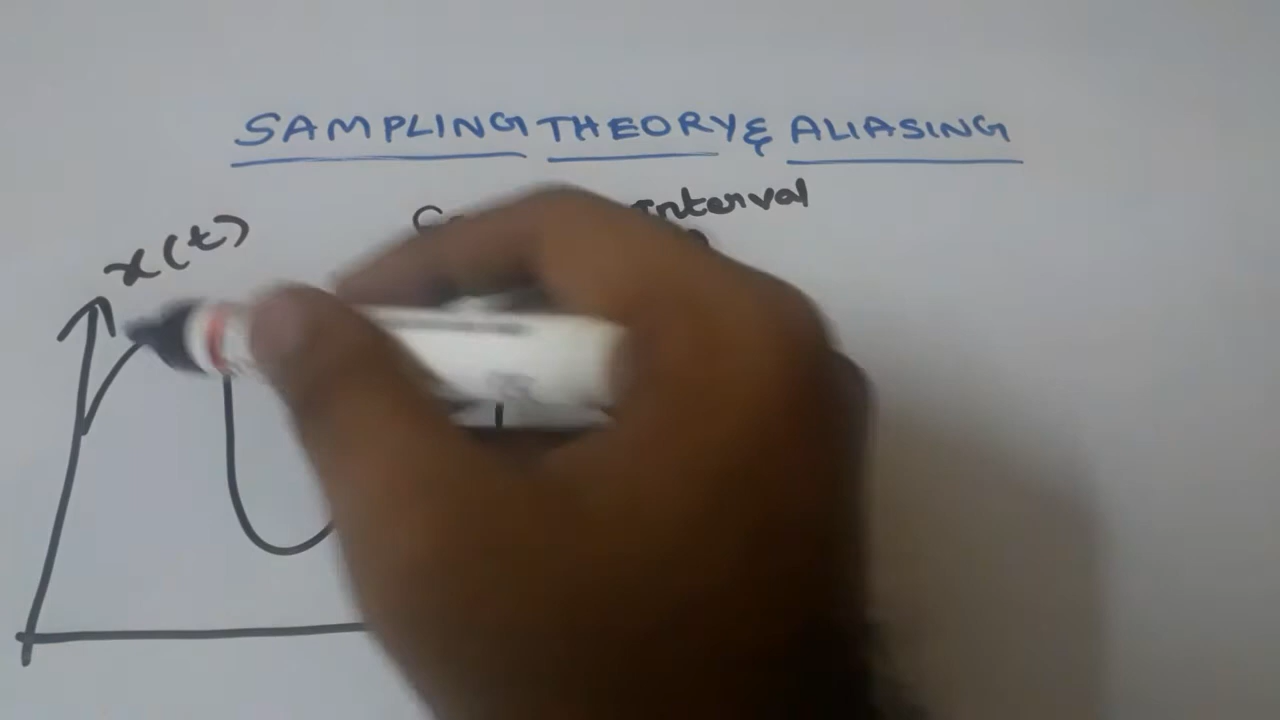 SAMPLING THEORY & ALIASING
Interval
x(t)